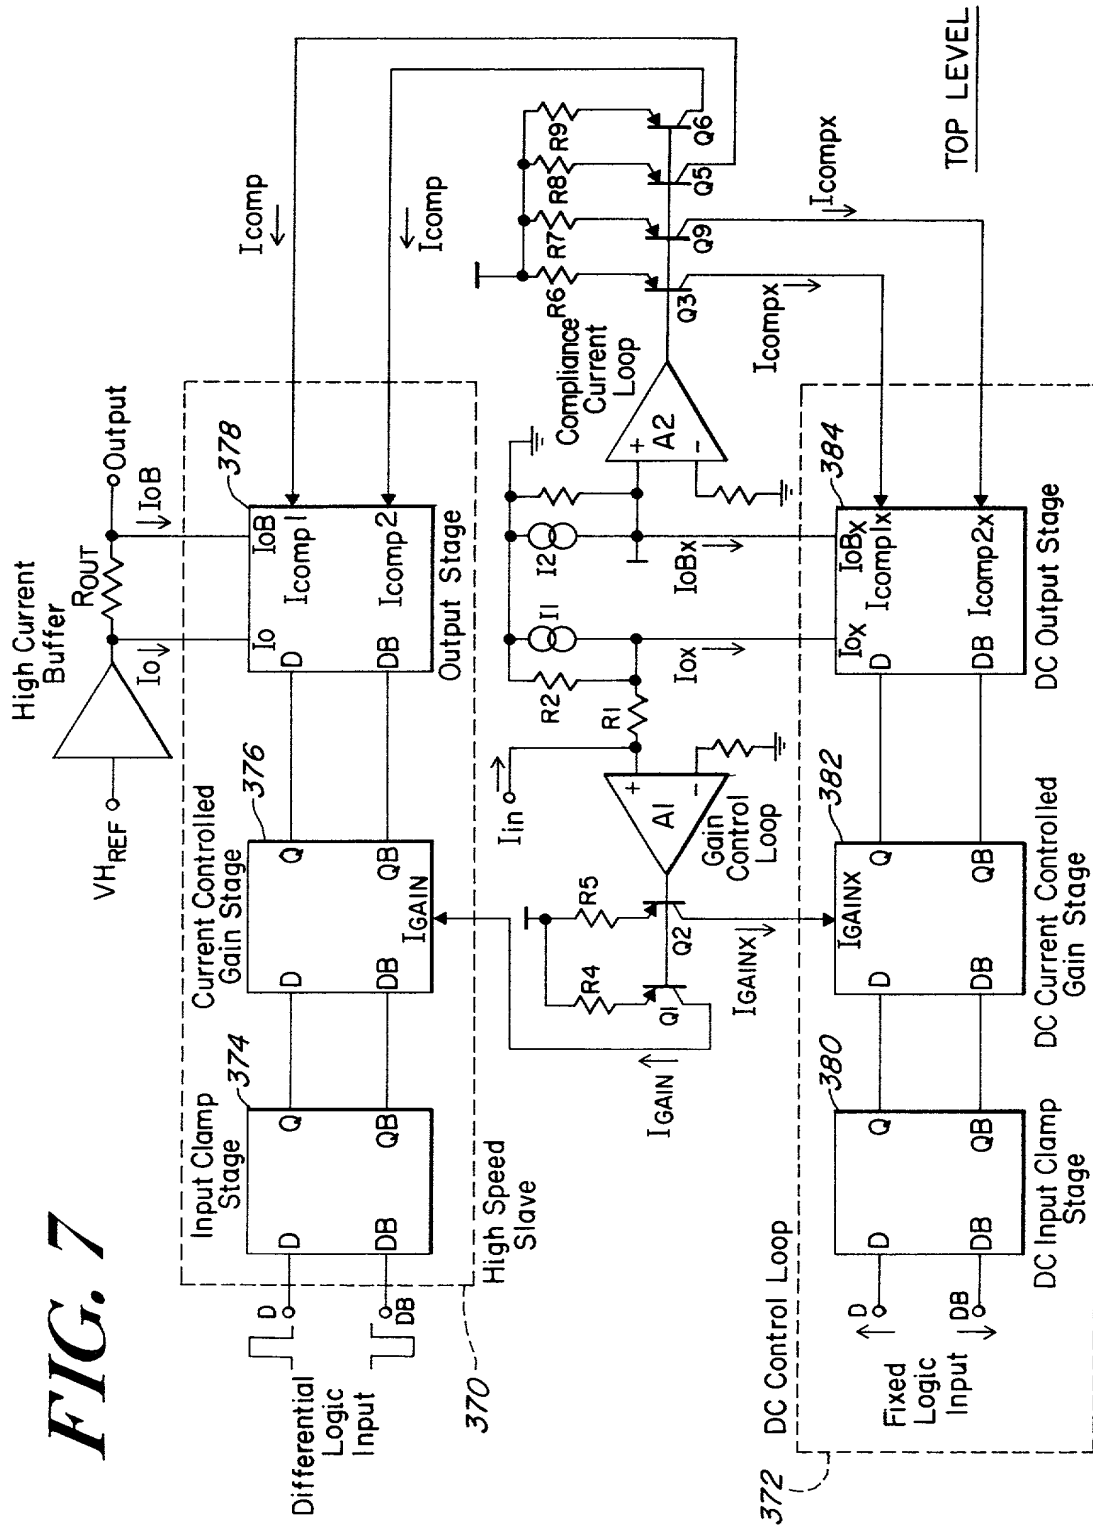 FIG. 7
TOP LEVEL
High Current
Buffer
VHREF
ROUT
Output
Io
IoB
Icomp
Icomp
Input Clamp
Stage
374
D
DB
Q
QB
Current Controlled
Gain Stage
376
D
DB
Q
QB
IGAIN
378
Io
IoB
D
DB
Icomp1
Icomp2
Output Stage
Differential
Logic
Input
D
DB
High Speed
Slave
370
IGAIN
R4
R5
Q1
Q2
IGAINX
A1
+
-
Gain
Control
Loop
Iin
R1
R2
I1
I2
Iox
IoBx
A2
+
-
Compliance
Current
Loop
R6
R7
R8
R9
Q3
Q9
Q5
Q6
Icompx
Icompx
DC Control Loop
372
Fixed
Logic
Input
D
DB
380
D
DB
Q
QB
DC Input Clamp
Stage
382
IGAINX
D
DB
Q
QB
DC Current Controlled
Gain Stage
384
Iox
IoBx
D
DB
Icomp1x
Icomp2x
DC Output Stage